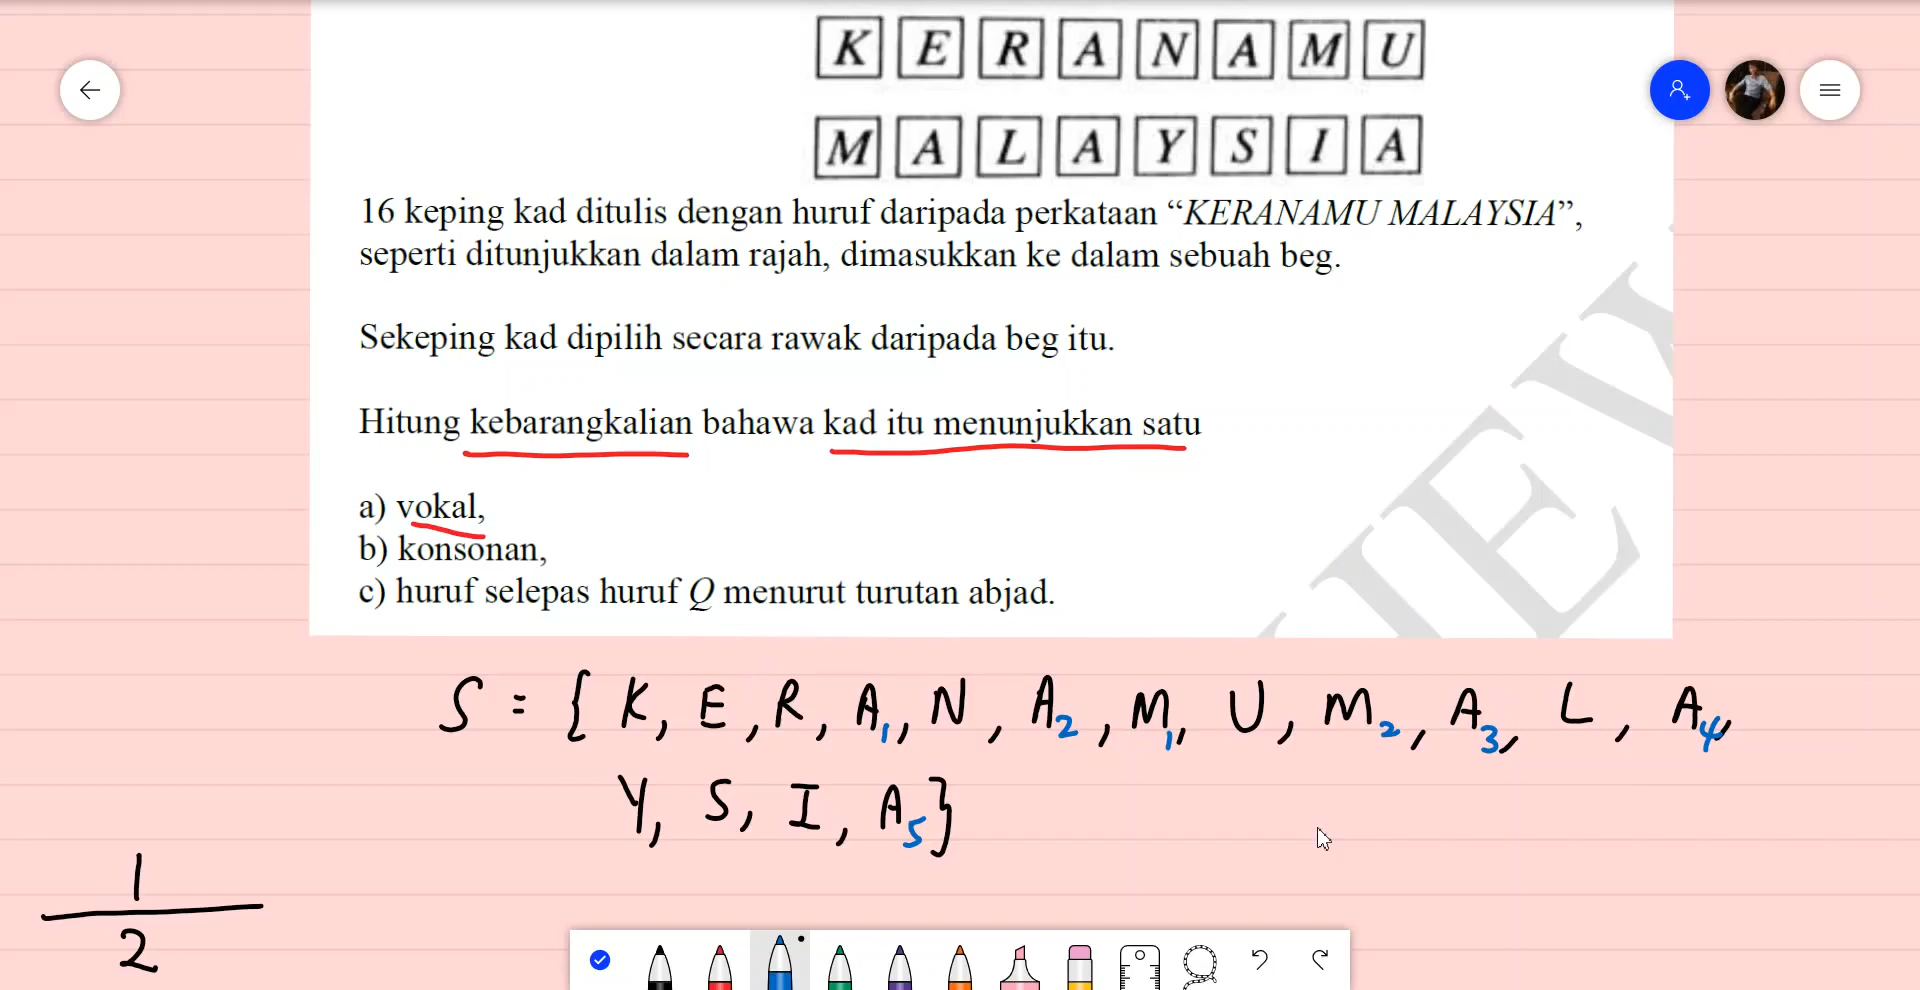 K E R A N A M U
M A L A Y S I A
16 keping kad ditulis dengan huruf daripada perkataan “KERANAMU MALAYSIA”,
seperti ditunjukkan dalam rajah, dimasukkan ke dalam sebuah beg.
Sekeping kad dipilih secara rawak daripada beg itu.
Hitung kebarangkalian bahawa kad itu menunjukkan satu
a) vokal,
b) konsonan,
c) huruf selepas huruf Q menurut turutan abjad.
S = { K, E, R, A₁, N, A₂, M₁, U, M₂, A₃, L, A₄,
Y, S, I, A₅}
1
2